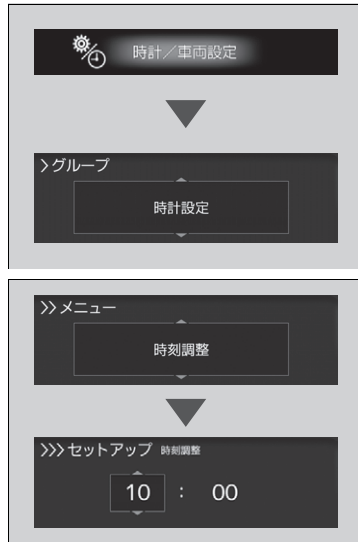 時計／車両設定
＞グループ
時計設定
＞＞メニュー
時刻調整
＞＞＞セットアップ 時刻調整
10 : 00